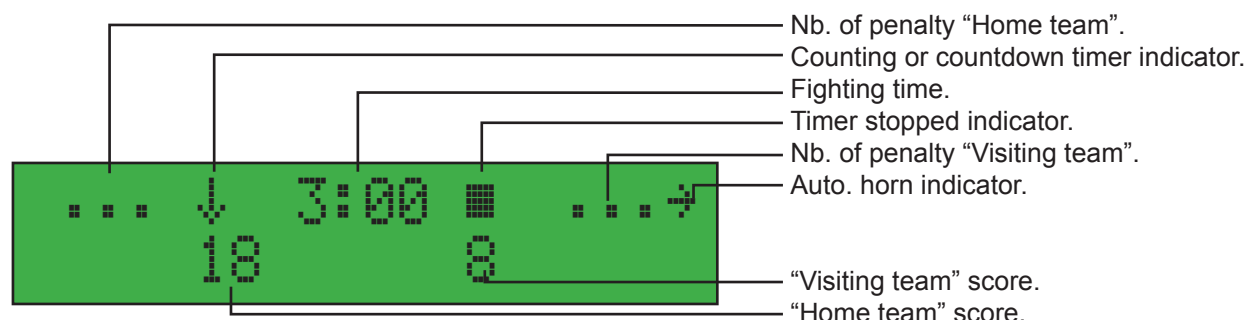 Nb. of penalty “Home team”.
Counting or countdown timer indicator.
Fighting time.
Timer stopped indicator.
Nb. of penalty “Visiting team”.
Auto. horn indicator.
... ↓ 3:00 ■ ...→
18 8
“Visiting team” score.
“Home team” score.